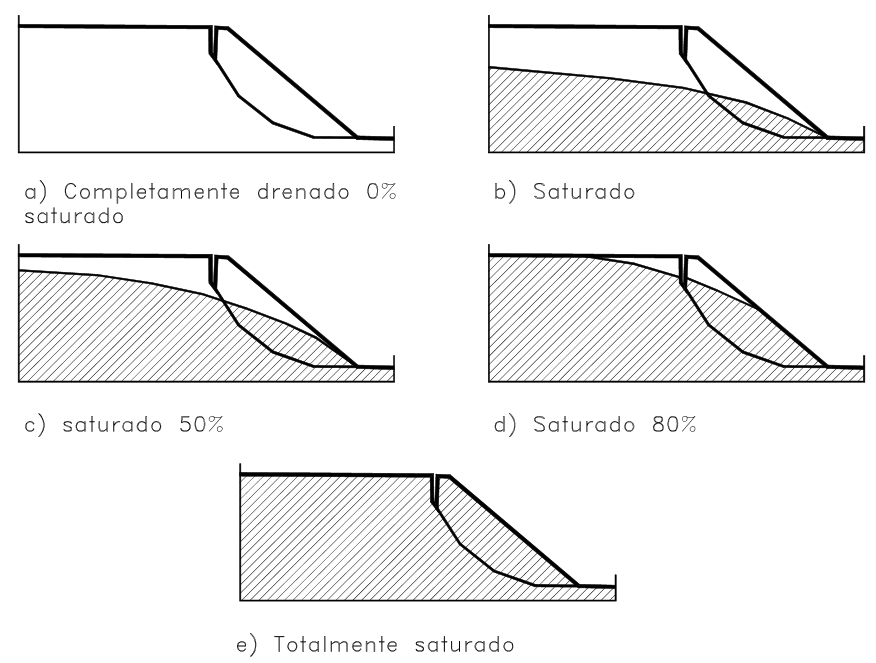 a) Completamente drenado 0%
saturado
b) Saturado
c) saturado 50%
d) Saturado 80%
e) Totalmente saturado